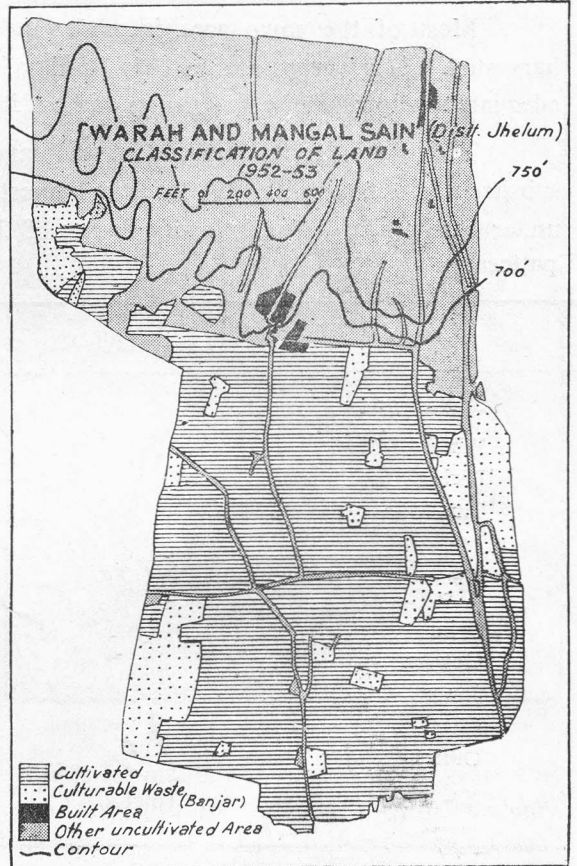 "WARAH AND MANGAL SAIN" (Distt. Jhelum)
CLASSIFICATION OF LAND
1952-53
FEET 0 200 400 600
750'
700'
Cultivated
Culturable Waste (Banjar)
Built Area
Other uncultivated Area
Contour